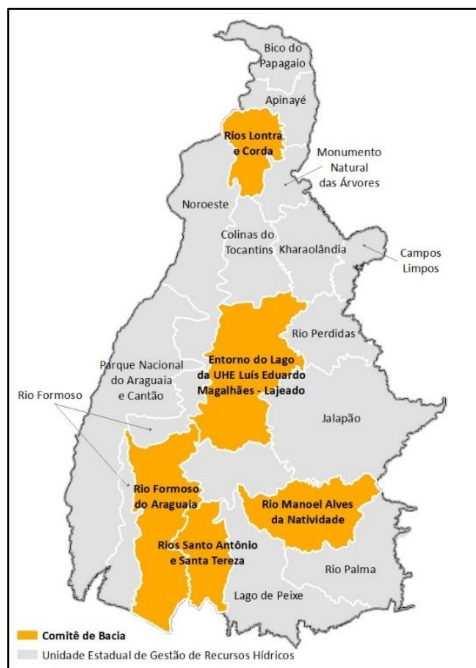 Bico do
Papagaio
Apinayé
Rios Lontra
e Corda
Monumento
Natural
das Árvores
Noroeste
Colinas do
Tocantins
Kharaolândia
Campos
Limpos
Rio Perdidas
Entorno do Lago
da UHE Luís Eduardo
Magalhães - Lajeado
Parque Nacional
do Araguaia
e Cantão
Rio Formoso
Jalapão
Rio Formoso
do Araguaia
Rio Manoel Alves
da Natividade
Rios Santo Antônio
e Santa Tereza
Rio Palma
Lago de Peixe
Comitê de Bacia
Unidade Estadual de Gestão de Recursos Hídricos